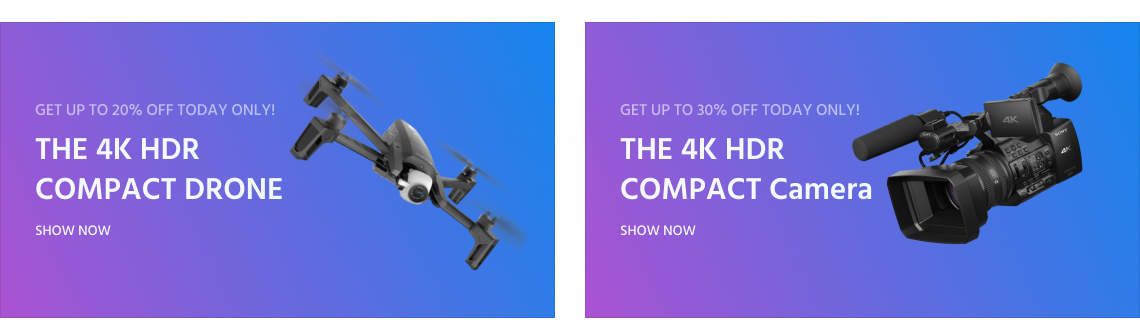 GET UP TO 20% OFF TODAY ONLY!
THE 4K HDR
COMPACT DRONE
SHOW NOW
GET UP TO 30% OFF TODAY ONLY!
THE 4K HDR
COMPACT Camera
SHOW NOW
4K
SONY
4K